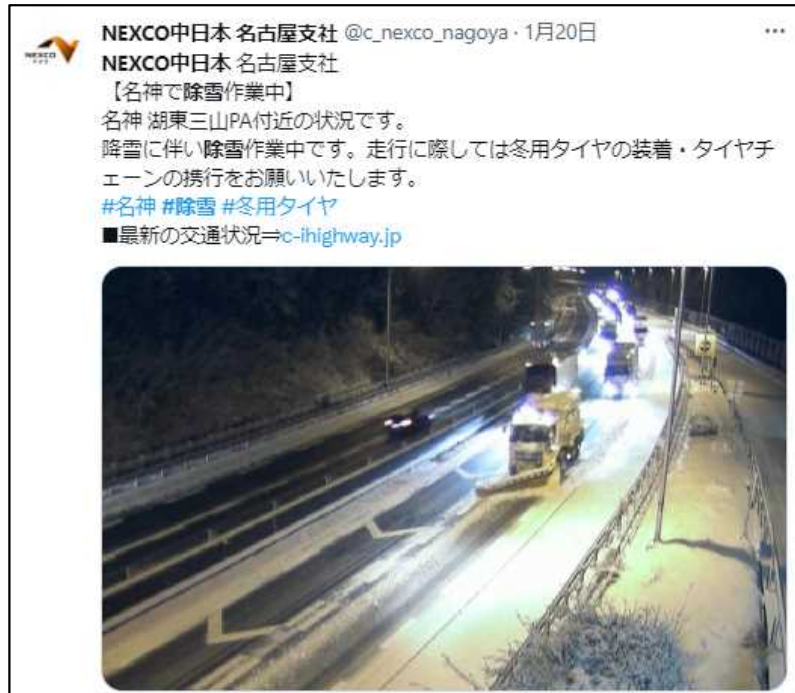 NEXCO中日本 名古屋支社 @c_nexco_nagoya · 1月20日
NEXCO中日本 名古屋支社
【名神で除雪作業中】
名神 湖東三山PA付近の状況です。
降雪に伴い除雪作業中です。走行に際しては冬用タイヤの装着・タイヤチ
ェーンの携行をお願いいたします。
#名神 #除雪 #冬用タイヤ
■最新の交通状況⇒c-ihighway.jp